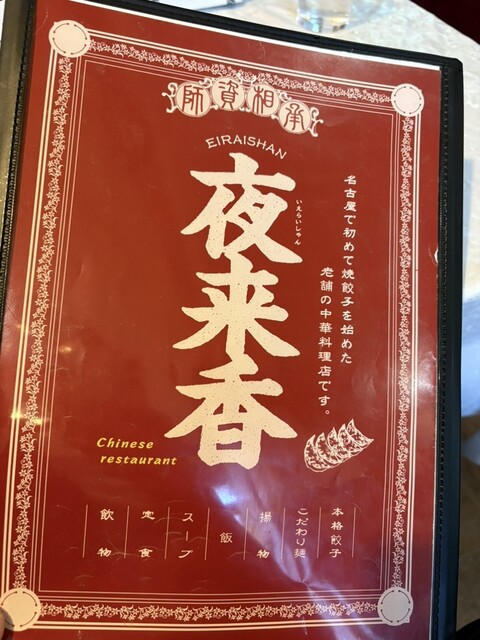 師資相承
EIRAISHAN
夜来香
いえらいしゃん
名古屋で初めて焼餃子を始めた
老舗の中華料理店です。
Chinese
restaurant
本格餃子
こだわり麺
揚物
飯
スープ
定食
飲物